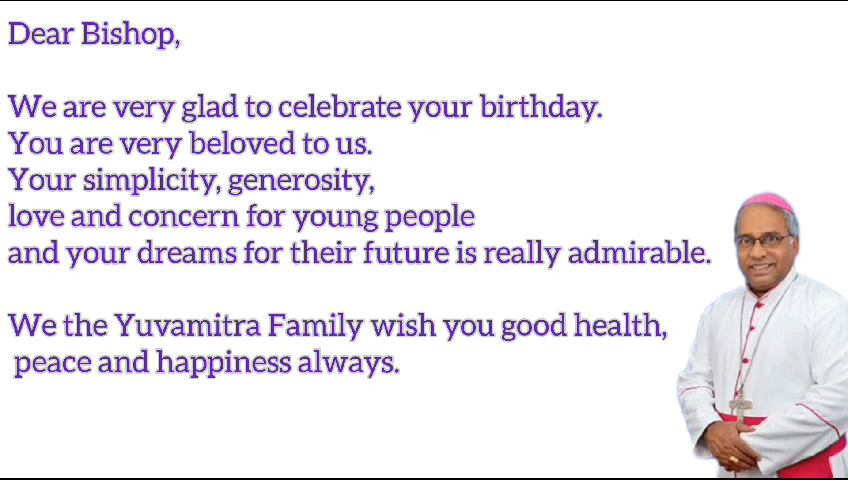 Dear Bishop,
We are very glad to celebrate your birthday.
You are very beloved to us.
Your simplicity, generosity,
love and concern for young people
and your dreams for their future is really admirable.
We the Yuvamitra Family wish you good health,
peace and happiness always.